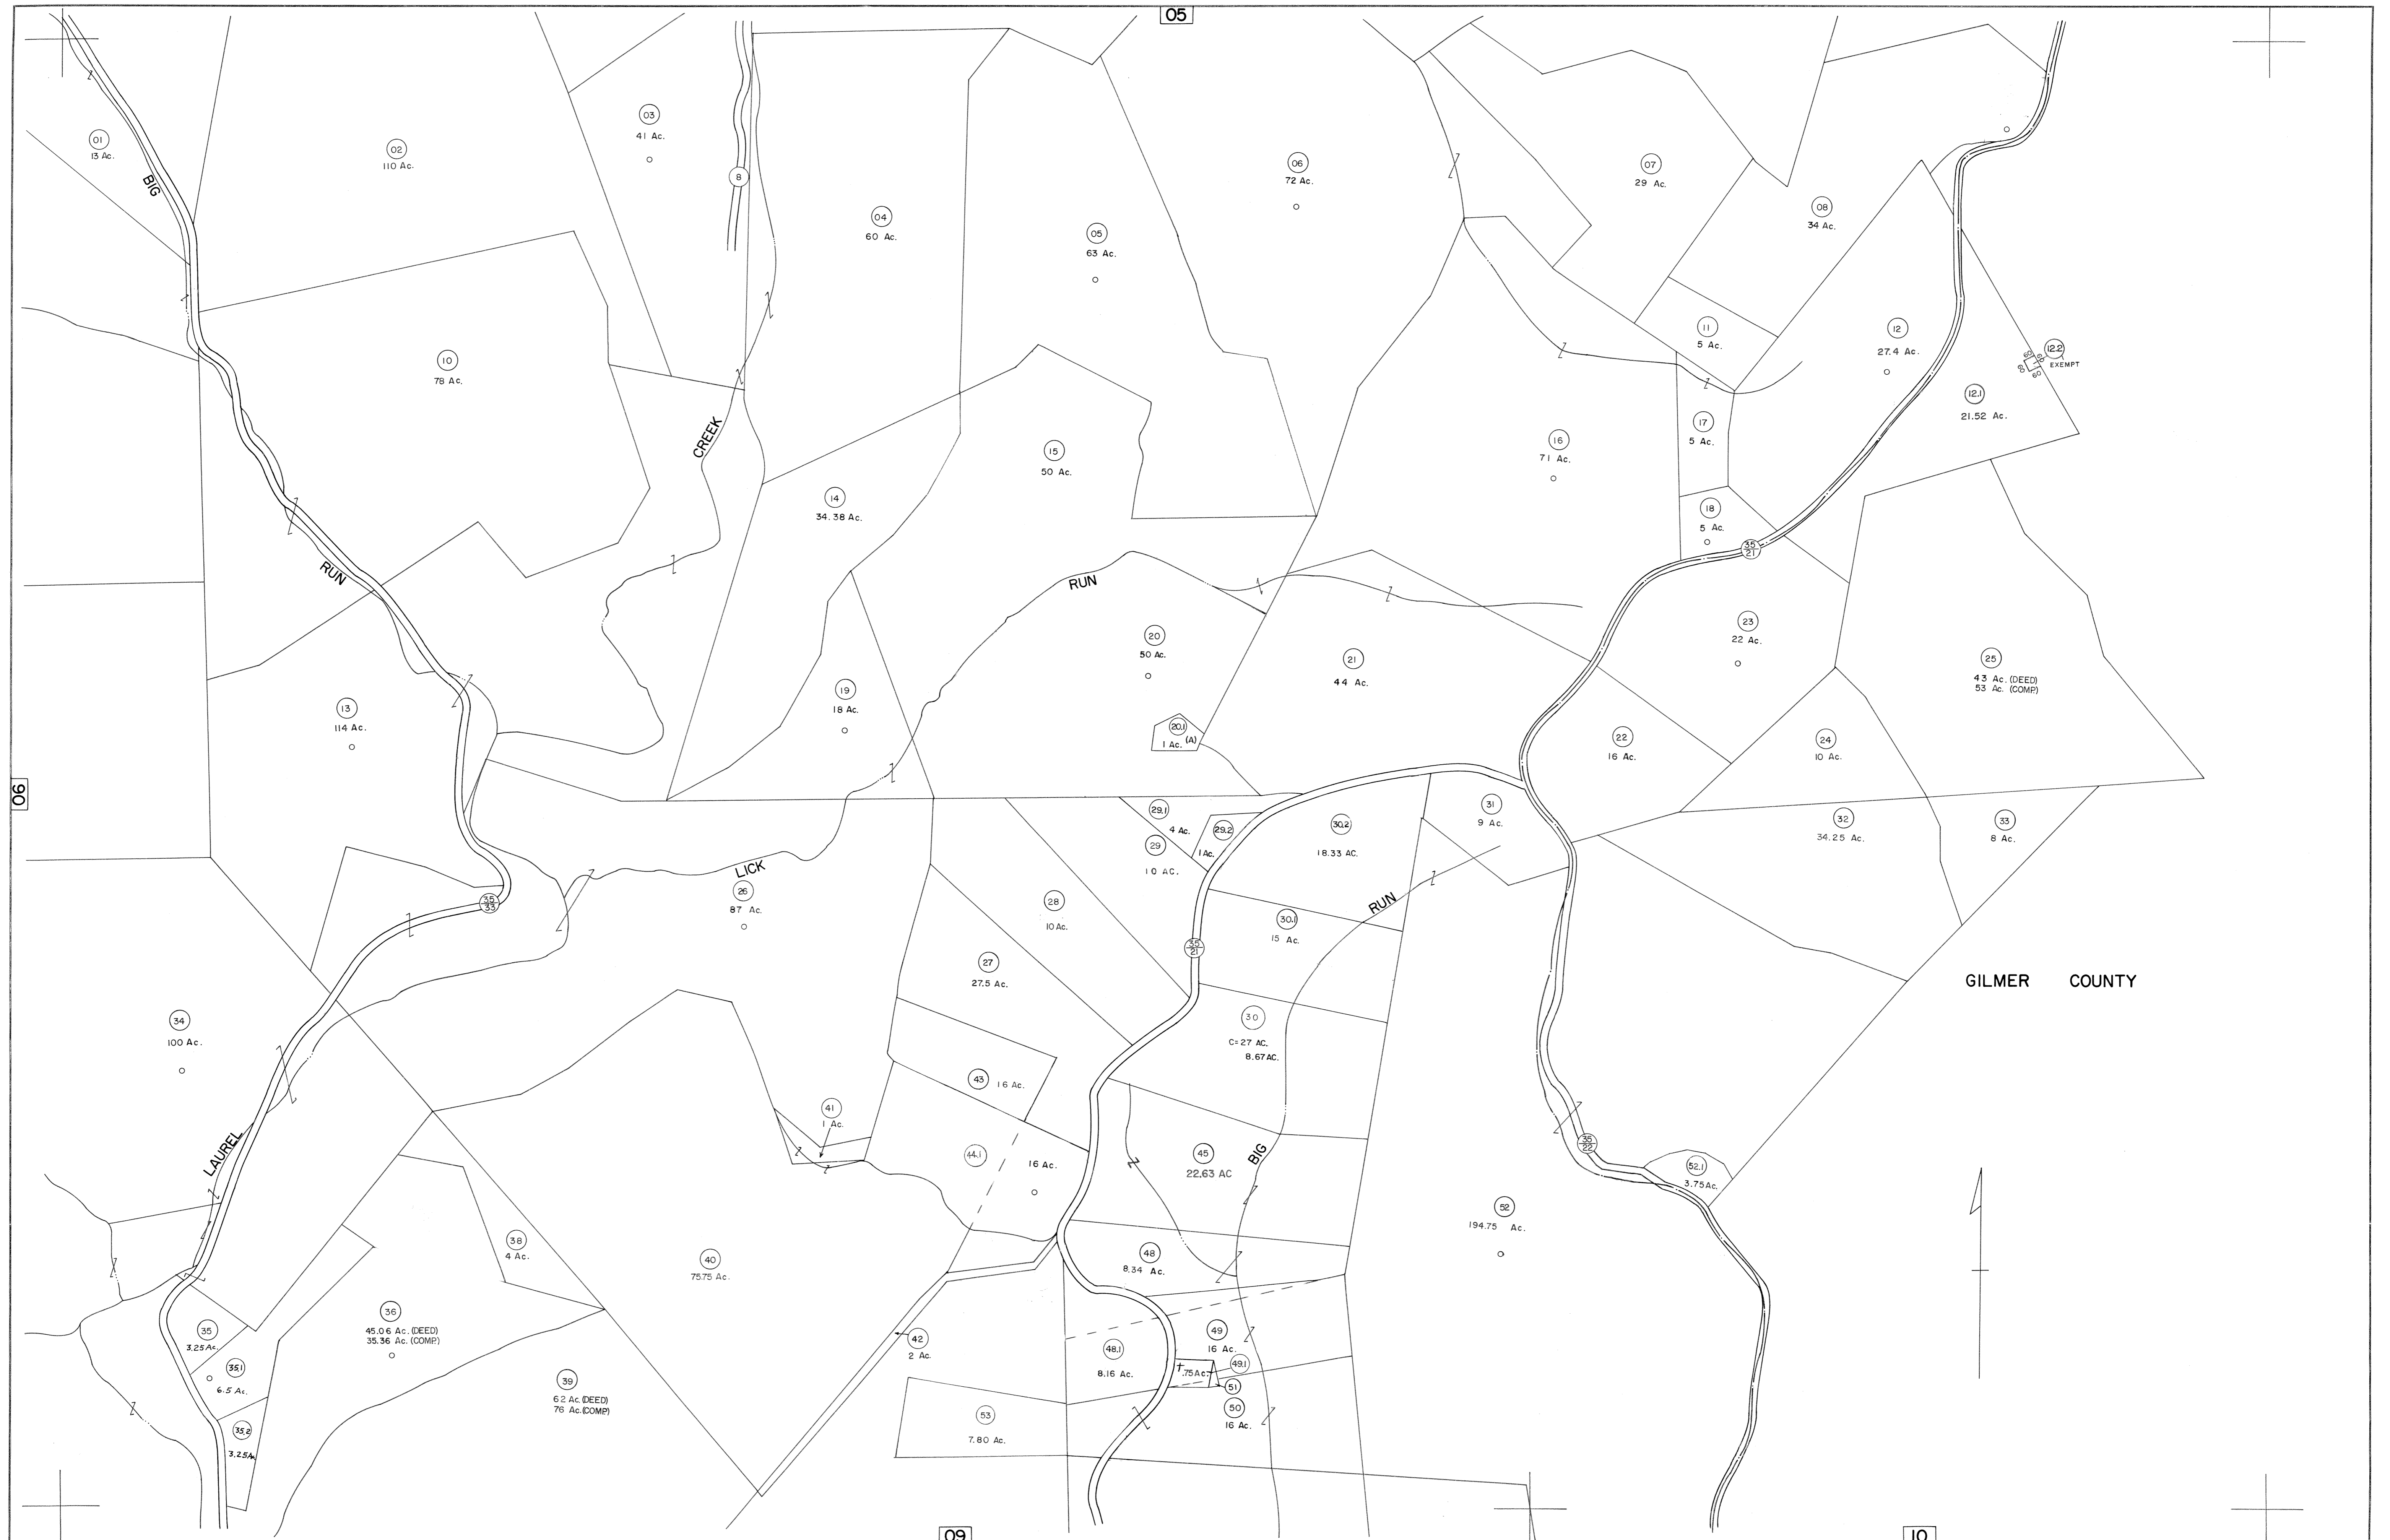 05
01
13 Ac.
BIG
02
110 Ac.
03
41 Ac.
8
04
60 Ac.
05
63 Ac.
06
72 Ac.
07
29 Ac.
08
34 Ac.
10
78 Ac.
CREEK
11
5 Ac.
12
27.4 Ac.
12.2
60
60
60
60
EXEMPT
12.1
21.52 Ac.
14
34.38 Ac.
15
50 Ac.
16
71 Ac.
17
5 Ac.
18
5 Ac.
35
21
RUN
RUN
13
114 Ac.
19
18 Ac.
20
50 Ac.
20.1
1 Ac. (A)
21
44 Ac.
22
16 Ac.
23
22 Ac.
24
10 Ac.
25
43 Ac. (DEED)
53 Ac. (COMP.)
06
35
33
LICK
26
87 Ac.
27
27.5 Ac.
28
10 Ac.
29.1
4 Ac.
29
10 AC.
29.2
1 Ac.
30.2
18.33 AC.
31
9 Ac.
32
34.25 Ac.
33
8 Ac.
30.1
15 Ac.
RUN
35
21
30
C=27 AC.
8.67 AC.
GILMER COUNTY
34
100 Ac.
LAUREL
41
1 Ac.
43
16 Ac.
44.1
16 Ac.
45
22.63 AC
BIG
35
22
52.1
3.75 Ac.
52
194.75 Ac.
38
4 Ac.
40
75.75 Ac.
48
8.34 Ac.
35
3.25 Ac.
35.1
6.5 Ac.
35.2
3.25 Ac
36
45.06 Ac. (DEED)
35.36 Ac. (COMP.)
39
62 Ac. (DEED)
76 Ac. (COMP.)
42
2 Ac.
48.1
8.16 Ac.
49
16 Ac.
.75 Ac.
49.1
51
50
16 Ac.
53
7.80 Ac.
09
10